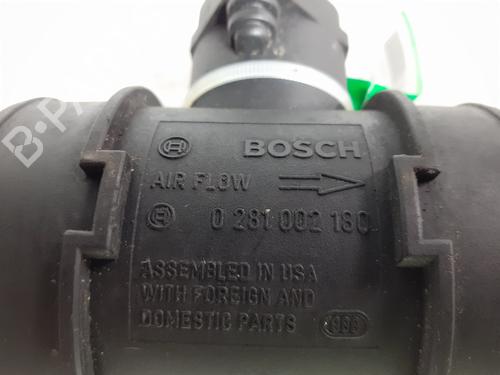 BOSCH
AIR FLOW
0 281 002 180
ASSEMBLED IN USA
WITH FOREIGN AND
DOMESTIC PARTS